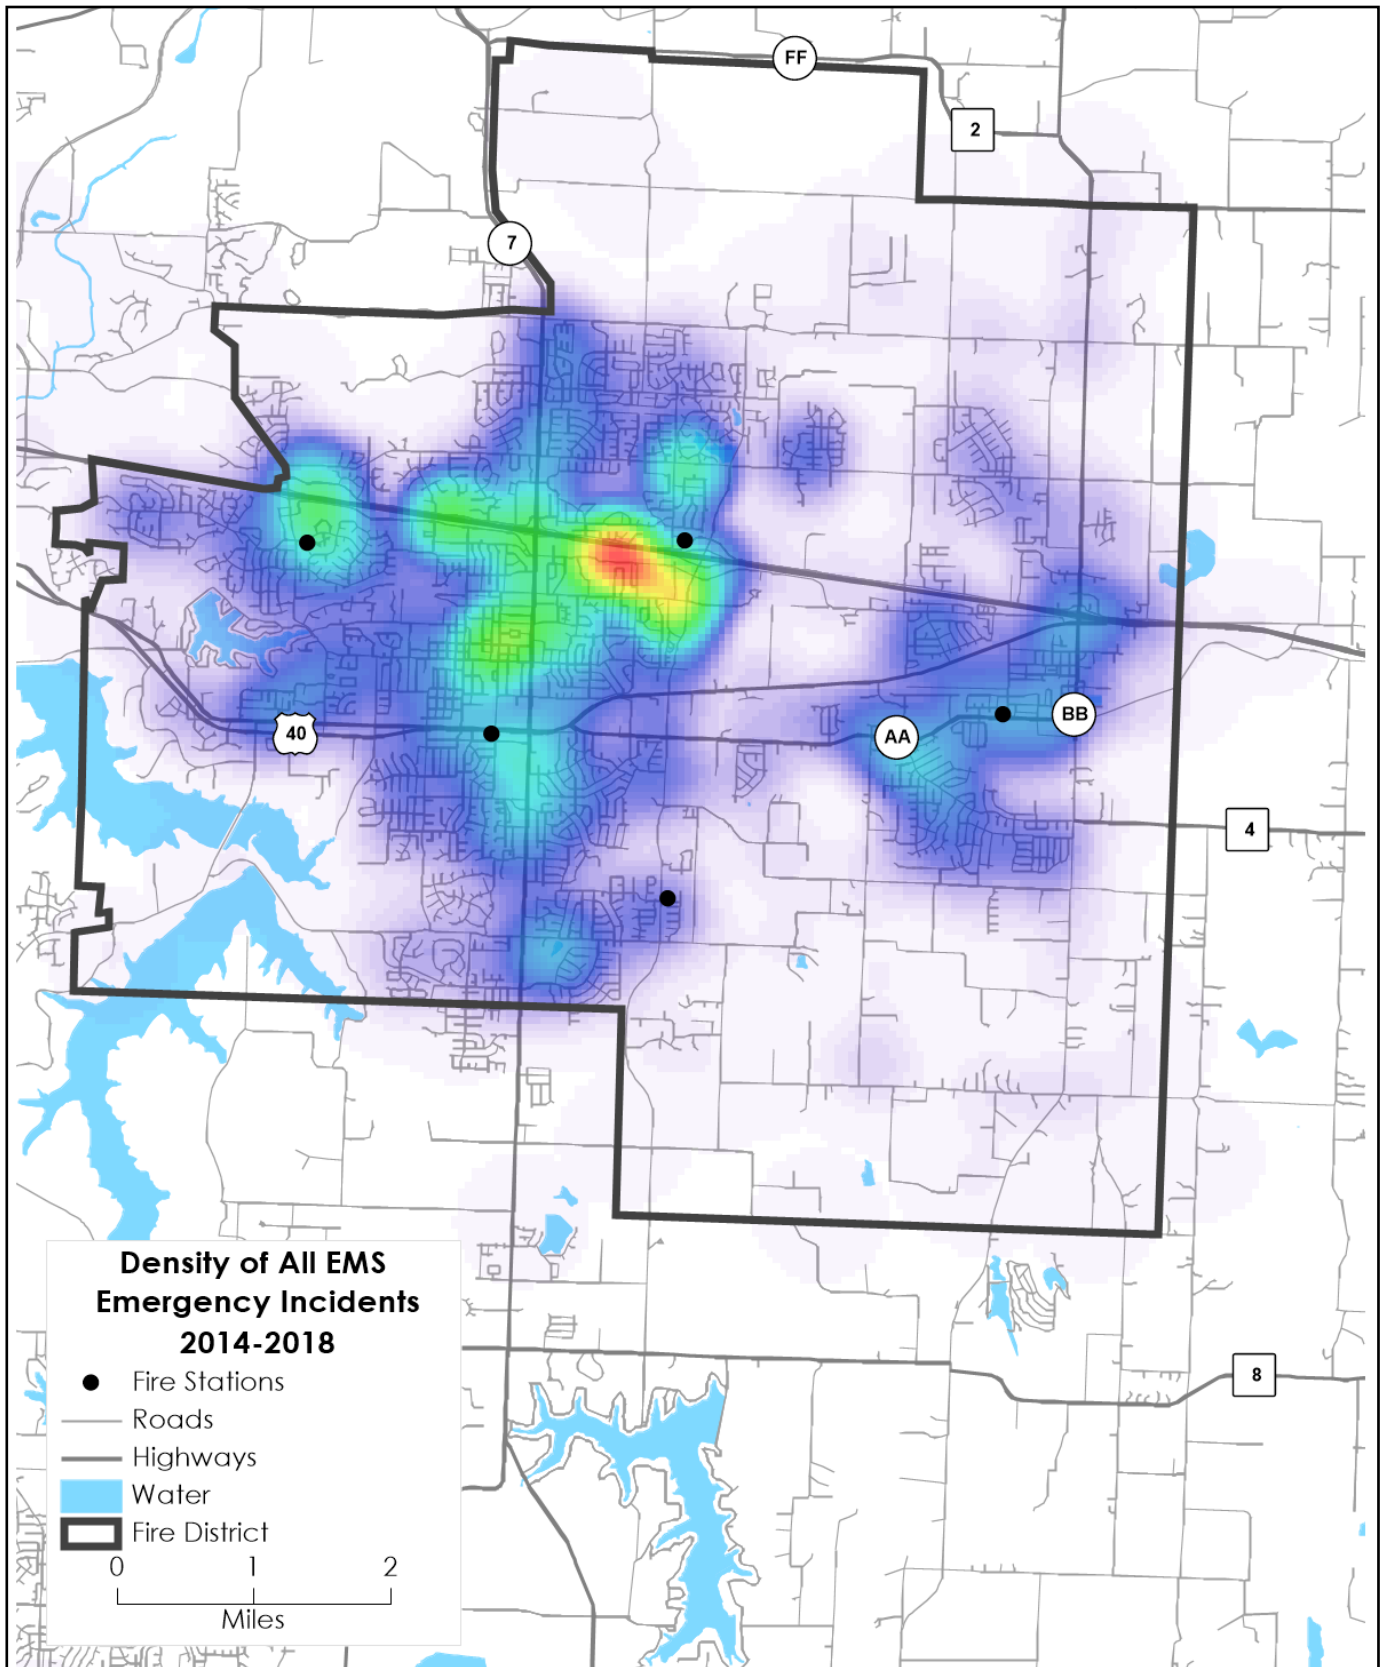 FF
2
7
40
AA
BB
4
8
Density of All EMS
Emergency Incidents
2014-2018
Fire Stations
Roads
Highways
Water
Fire District
0 1 2
Miles